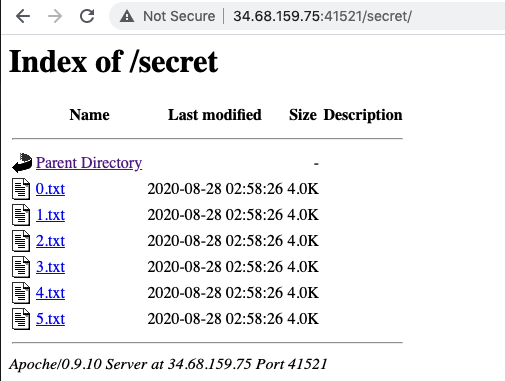 Not Secure | 34.68.159.75:41521/secret/
Index of /secret
Name Last modified Size Description
Parent Directory -
0.txt 2020-08-28 02:58:26 4.0K
1.txt 2020-08-28 02:58:26 4.0K
2.txt 2020-08-28 02:58:26 4.0K
3.txt 2020-08-28 02:58:26 4.0K
4.txt 2020-08-28 02:58:26 4.0K
5.txt 2020-08-28 02:58:26 4.0K
Apoche/0.9.10 Server at 34.68.159.75 Port 41521